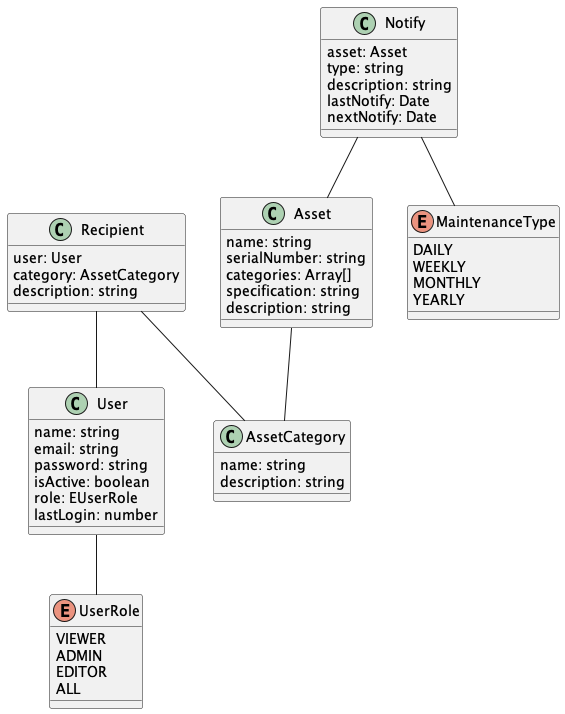 C Notify
asset: Asset
type: string
description: string
lastNotify: Date
nextNotify: Date
C Recipient
user: User
category: AssetCategory
description: string
C Asset
name: string
serialNumber: string
categories: Array[]
specification: string
description: string
E MaintenanceType
DAILY
WEEKLY
MONTHLY
YEARLY
C User
name: string
email: string
password: string
isActive: boolean
role: EUserRole
lastLogin: number
C AssetCategory
name: string
description: string
E UserRole
VIEWER
ADMIN
EDITOR
ALL